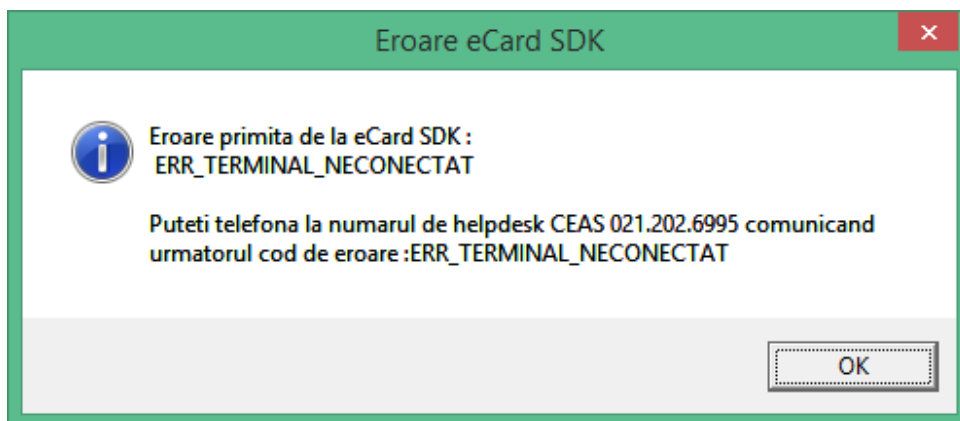 Eroare eCard SDK
Eroare primita de la eCard SDK :
ERR_TERMINAL_NECONECTAT
Puteti telefona la numarul de helpdesk CEAS 021.202.6995 comunicand
urmatorul cod de eroare :ERR_TERMINAL_NECONECTAT
OK